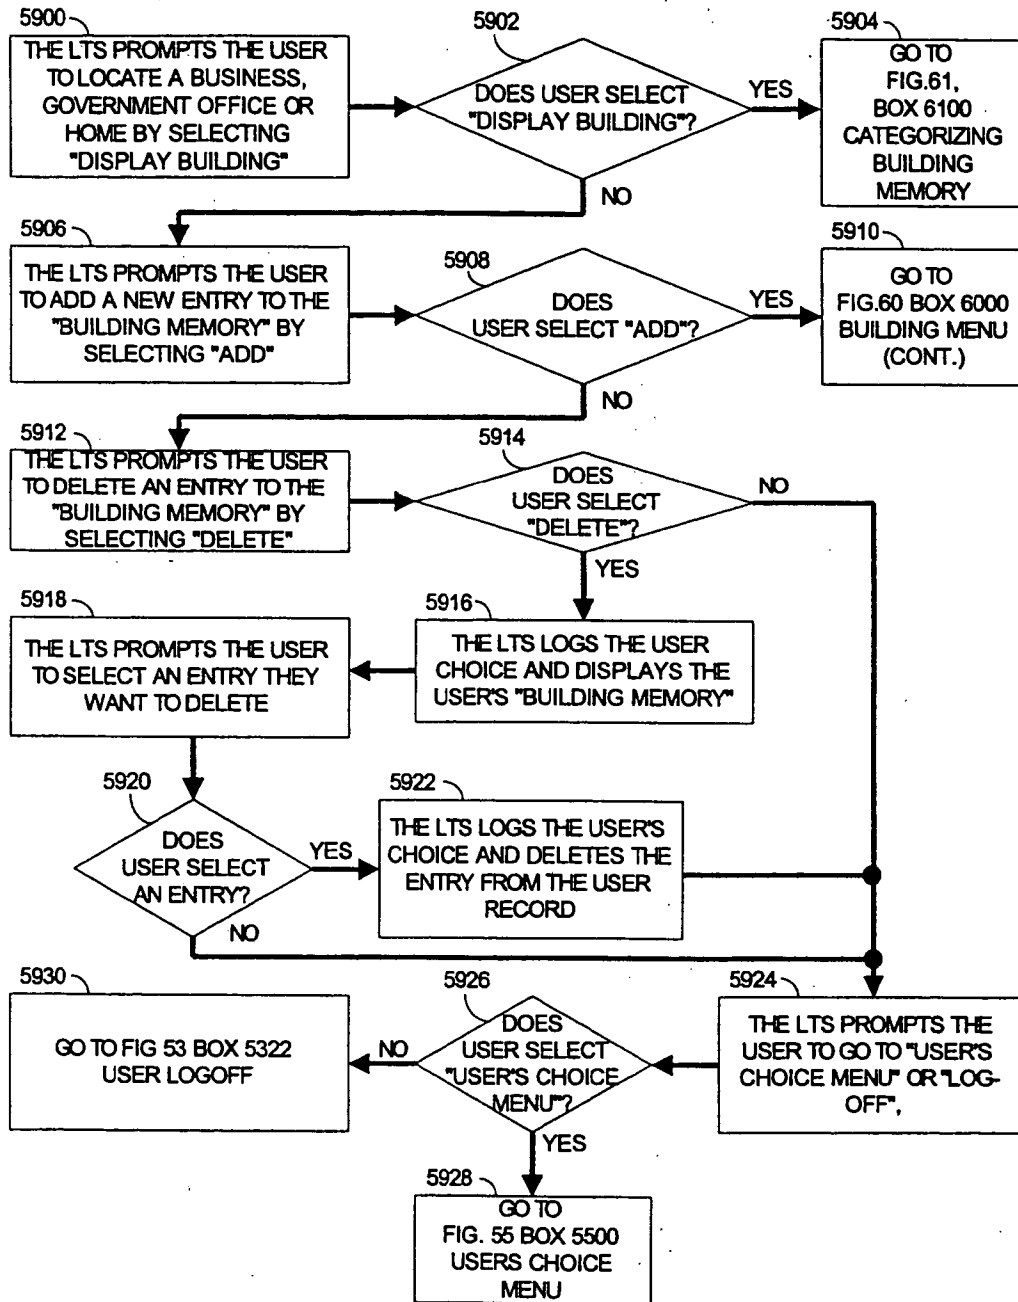 5900
THE LTS PROMPTS THE USER
TO LOCATE A BUSINESS,
GOVERNMENT OFFICE OR
HOME BY SELECTING
"DISPLAY BUILDING"
5902
DOES USER SELECT
"DISPLAY BUILDING"?
YES
NO
5904
GO TO
FIG.61,
BOX 6100
CATEGORIZING
BUILDING
MEMORY
5906
THE LTS PROMPTS THE USER
TO ADD A NEW ENTRY TO THE
"BUILDING MEMORY" BY
SELECTING "ADD"
5908
DOES
USER SELECT "ADD"?
YES
NO
5910
GO TO
FIG.60 BOX 6000
BUILDING MENU
(CONT.)
5912
THE LTS PROMPTS THE USER
TO DELETE AN ENTRY TO THE
"BUILDING MEMORY" BY
SELECTING "DELETE"
5914
DOES
USER SELECT
"DELETE"?
NO
YES
5916
THE LTS LOGS THE USER
CHOICE AND DISPLAYS THE
USER'S "BUILDING MEMORY"
5918
THE LTS PROMPTS THE USER
TO SELECT AN ENTRY THEY
WANT TO DELETE
5920
DOES
USER SELECT
AN ENTRY?
YES
NO
5922
THE LTS LOGS THE USER'S
CHOICE AND DELETES THE
ENTRY FROM THE USER
RECORD
5924
THE LTS PROMPTS THE
USER TO GO TO "USER'S
CHOICE MENU" OR "LOG-
OFF",
5926
DOES
USER SELECT
"USER'S CHOICE
MENU"?
NO
YES
5930
GO TO FIG 53 BOX 5322
USER LOGOFF
5928
GO TO
FIG. 55 BOX 5500
USERS CHOICE
MENU